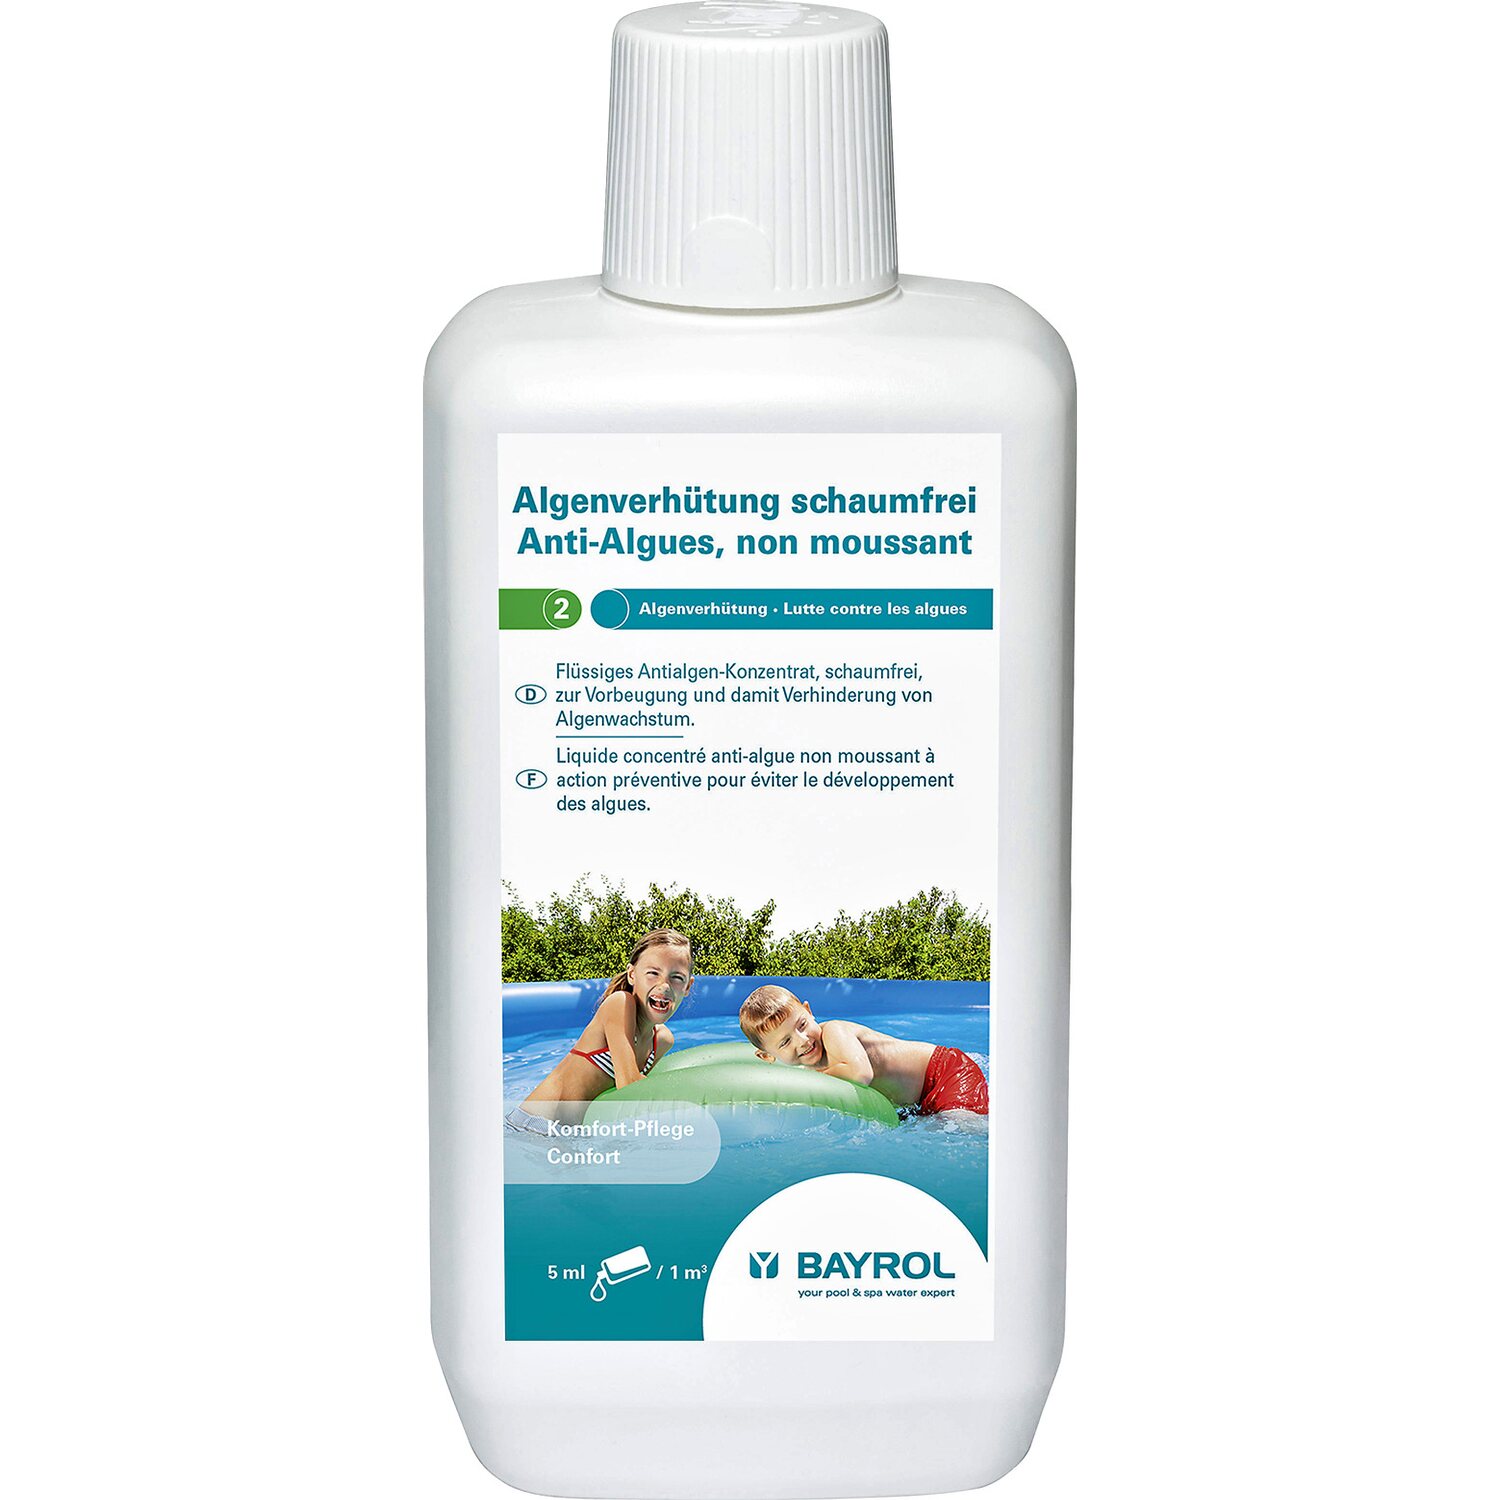 Algenverhütung schaumfrei
Anti-Algues, non moussant
2 Algenverhütung • Lutte contre les algues
Flüssiges Antialgen-Konzentrat, schaumfrei,
D zur Vorbeugung und damit Verhinderung von
Algenwachstum.
Liquide concentré anti-algue non moussant à
F action préventive pour éviter le développement
des algues.
Komfort-Pflege
Confort
5 ml / 1 m³
BAYROL
your pool & spa water expert